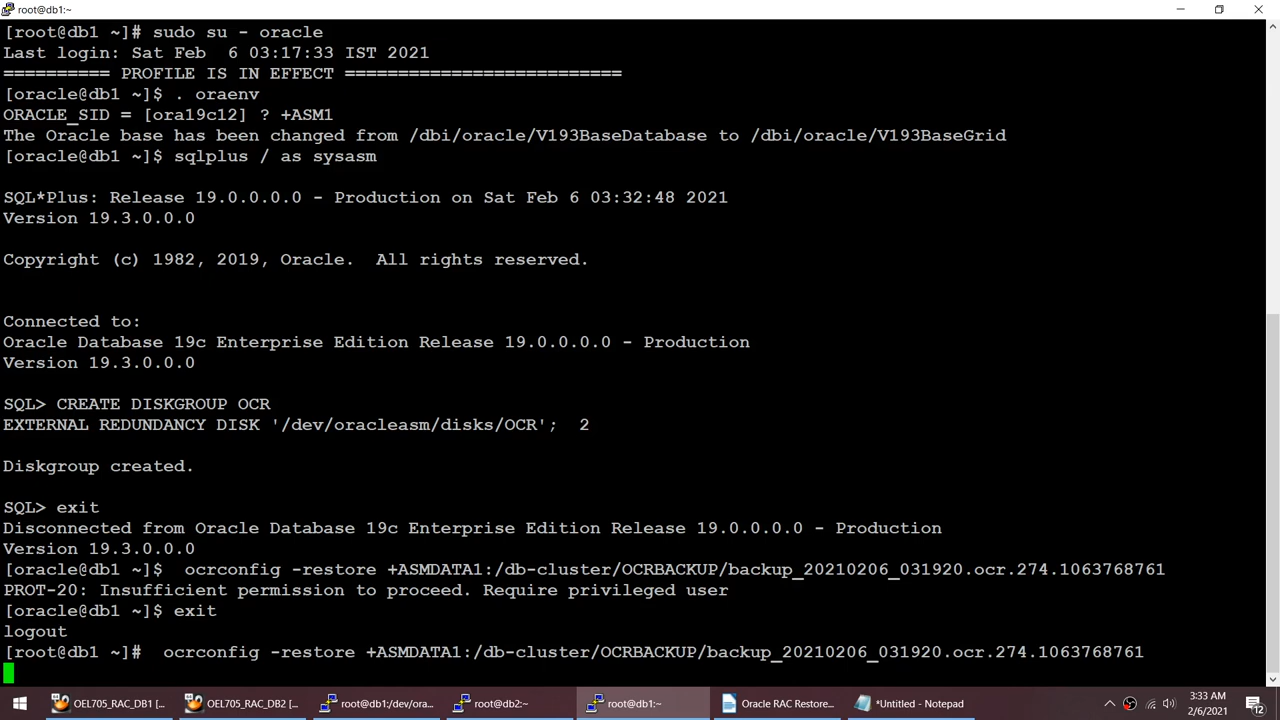 root@db1:~
[root@db1 ~]# sudo su - oracle
Last login: Sat Feb  6 03:17:33 IST 2021
========== PROFILE IS IN EFFECT ==========================
[oracle@db1 ~]$ . oraenv
ORACLE_SID = [ora19c12] ? +ASM1
The Oracle base has been changed from /dbi/oracle/V193BaseDatabase to /dbi/oracle/V193BaseGrid
[oracle@db1 ~]$ sqlplus / as sysasm
SQL*Plus: Release 19.0.0.0.0 - Production on Sat Feb 6 03:32:48 2021
Version 19.3.0.0.0
Copyright (c) 1982, 2019, Oracle.  All rights reserved.
Connected to:
Oracle Database 19c Enterprise Edition Release 19.0.0.0.0 - Production
Version 19.3.0.0.0
SQL> CREATE DISKGROUP OCR
EXTERNAL REDUNDANCY DISK '/dev/oracleasm/disks/OCR';  2
Diskgroup created.
SQL> exit
Disconnected from Oracle Database 19c Enterprise Edition Release 19.0.0.0.0 - Production
Version 19.3.0.0.0
[oracle@db1 ~]$  ocrconfig -restore +ASMDATA1:/db-cluster/OCRBACKUP/backup_20210206_031920.ocr.274.1063768761
PROT-20: Insufficient permission to proceed. Require privileged user
[oracle@db1 ~]$ exit
logout
[root@db1 ~]#  ocrconfig -restore +ASMDATA1:/db-cluster/OCRBACKUP/backup_20210206_031920.ocr.274.1063768761
OEL705_RAC_DB1 [...
OEL705_RAC_DB2 [...
root@db1:/dev/ora...
root@db2:~
root@db1:~
Oracle RAC Restore...
*Untitled - Notepad
3:33 AM
2/6/2021
12